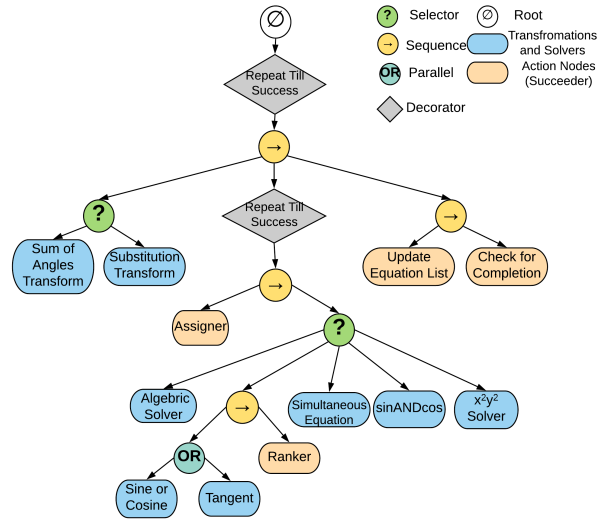 ∅
Repeat Till
Success
→
?
Sum of
Angles
Transform
Substitution
Transform
Repeat Till
Success
→
Update
Equation List
Check for
Completion
→
Assigner
?
Algebric
Solver
→
Simultaneous
Equation
sinANDcos
x²y²
Solver
OR
Ranker
Sine or
Cosine
Tangent
? Selector
∅ Root
→ Sequence
Transfromations
and Solvers
OR Parallel
Action Nodes
(Succeeder)
Decorator